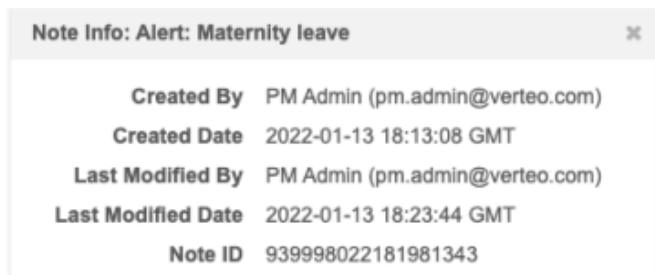 Note Info: Alert: Maternity leave
Created By PM Admin (pm.admin@verteo.com)
Created Date 2022-01-13 18:13:08 GMT
Last Modified By PM Admin (pm.admin@verteo.com)
Last Modified Date 2022-01-13 18:23:44 GMT
Note ID 939998022181981343